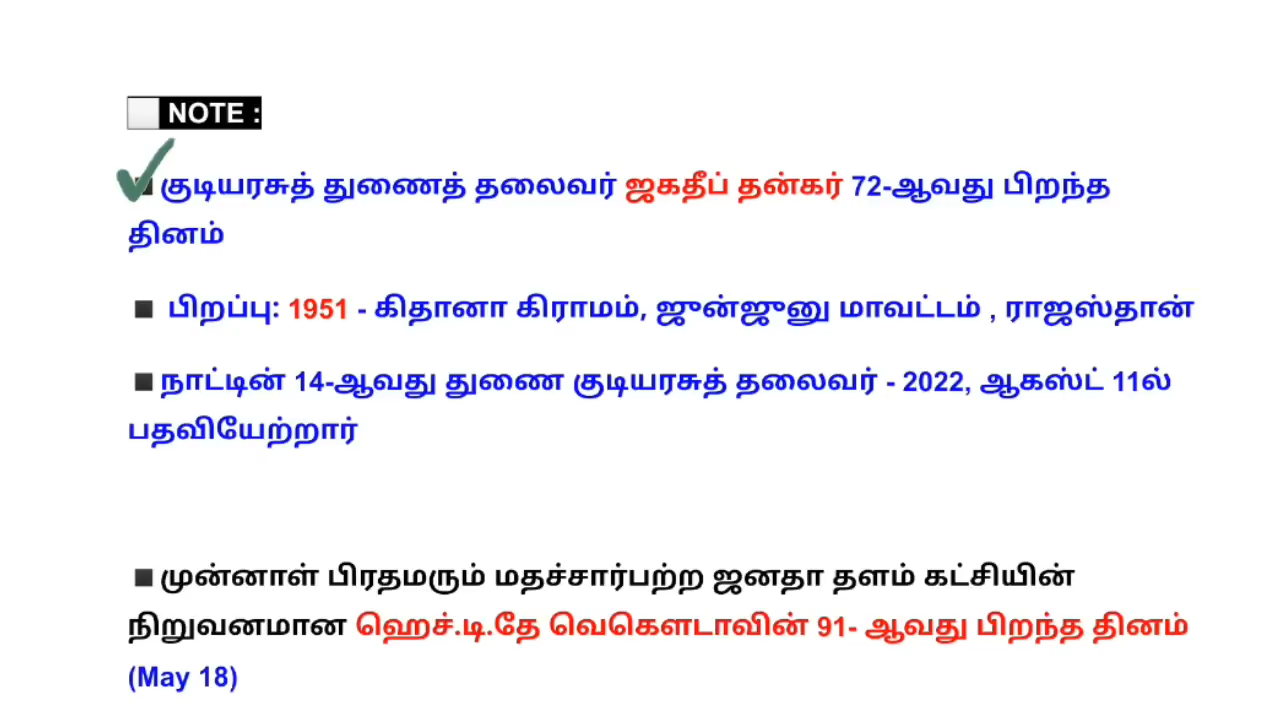 NOTE :
குடியரசுத் துணைத் தலைவர் ஜகதீப் தன்கர் 72-ஆவது பிறந்த
தினம்
பிறப்பு: 1951 - கிதானா கிராமம், ஜுன்ஜுனு மாவட்டம் , ராஜஸ்தான்
நாட்டின் 14-ஆவது துணை குடியரசுத் தலைவர் - 2022, ஆகஸ்ட் 11ல்
பதவியேற்றார்
முன்னாள் பிரதமரும் மதச்சார்பற்ற ஜனதா தளம் கட்சியின்
நிறுவனமான ஹெச்.டி.தே வெகௌடாவின் 91- ஆவது பிறந்த தினம்
(May 18)